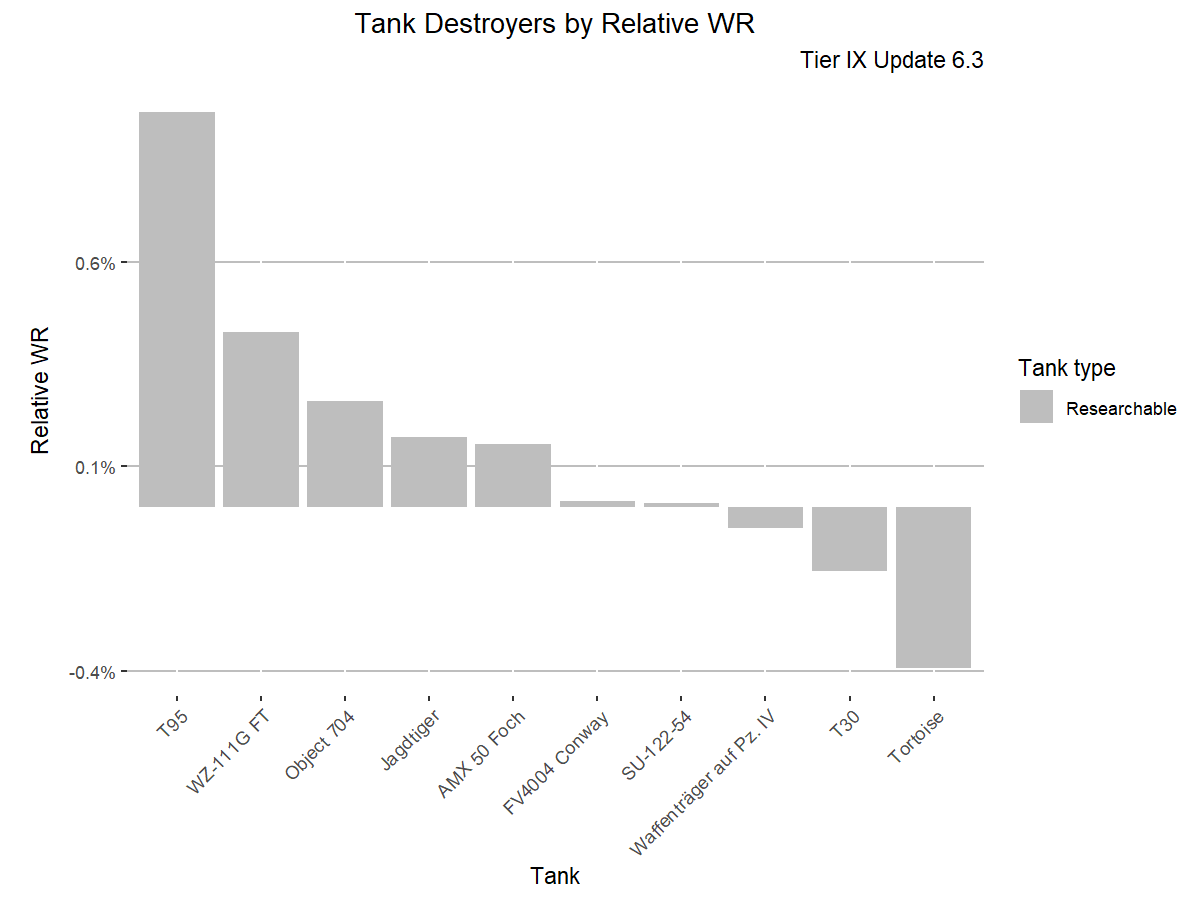 Tank Destroyers by Relative WR
Tier IX Update 6.3
0.6%
0.1%
-0.4%
Relative WR
T95
WZ-111G FT
Object 704
Jagdtiger
AMX 50 Foch
FV4004 Conway
SU-122-54
Waffenträger auf Pz. IV
T30
Tortoise
Tank
Tank type
Researchable